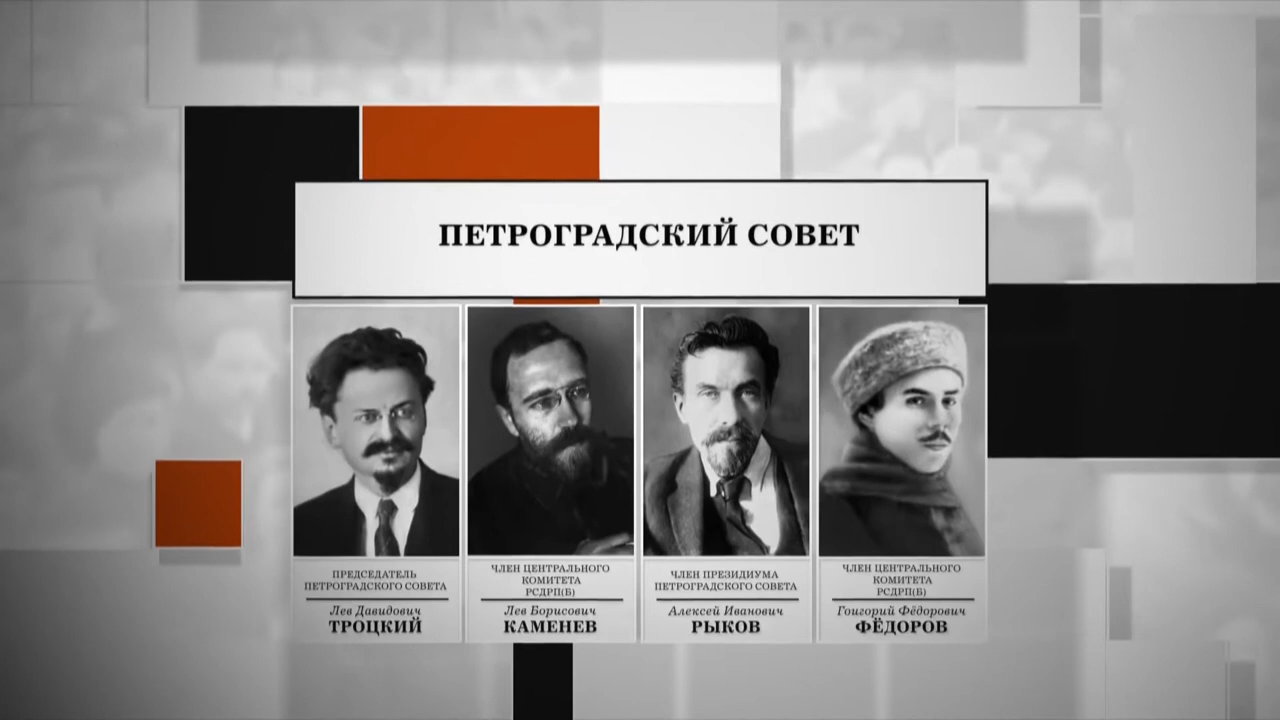 ПЕТРОГРАДСКИЙ СОВЕТ
ПРЕДСЕДАТЕЛЬ
ПЕТРОГРАДСКОГО СОВЕТА
Лев Давидович
ТРОЦКИЙ
ЧЛЕН ЦЕНТРАЛЬНОГО
КОМИТЕТА
РСДРП(Б)
Лев Борисович
КАМЕНЕВ
ЧЛЕН ПРЕЗИДИУМА
ПЕТРОГРАДСКОГО СОВЕТА
Алексей Иванович
РЫКОВ
ЧЛЕН ЦЕНТРАЛЬНОГО
КОМИТЕТА
РСДРП(Б)
Гоигорий Фёдорович
ФЁДОРОВ